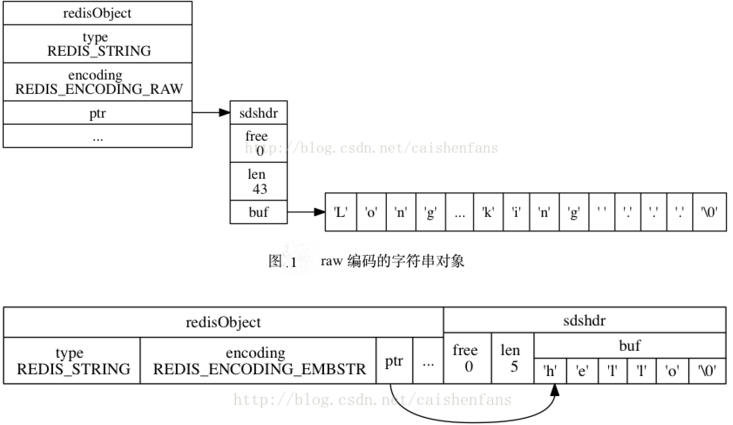 redisObject
type
REDIS_STRING
encoding
REDIS_ENCODING_RAW
ptr
...
sdshdr
free
0
len
43
buf
'L' 'o' 'n' 'g' ... 'k' 'i' 'n' 'g' ' ' '.' '.' '.' '\0'
http://blog.csdn.net/caishenfans
图 .1 raw 编码的字符串对象
redisObject sdshdr
type
REDIS_STRING
encoding
REDIS_ENCODING_EMBSTR
ptr
...
free
0
len
5
buf
'h' 'e' 'l' 'l' 'o' '\0'
http://blog.csdn.net/caishenfans